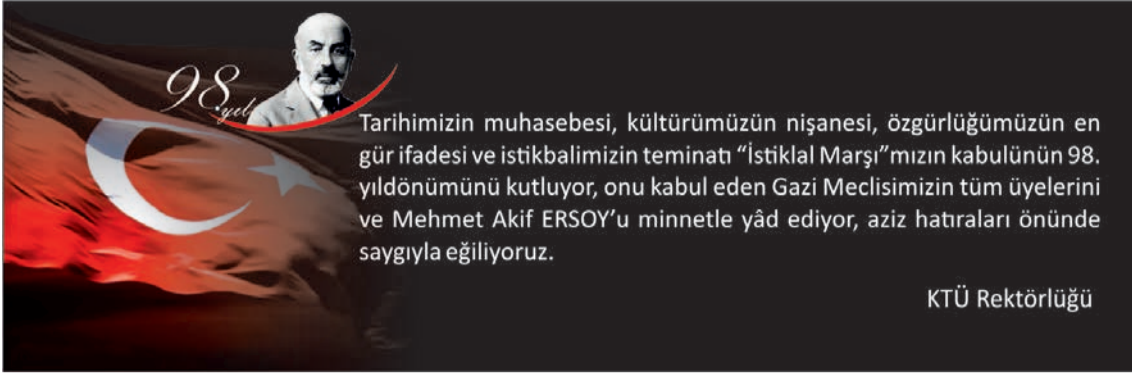 98.
yıl
Tarihimizin muhasebesi, kültürümüzün nişanesi, özgürlüğümüzün en
gür ifadesi ve istikbalimizin teminatı “İstiklal Marşı”mızın kabulünün 98.
yıldönümünü kutluyor, onu kabul eden Gazi Meclisimizin tüm üyelerini
ve Mehmet Akif ERSOY’u minnetle yâd ediyor, aziz hatıraları önünde
saygıyla eğiliyoruz.
KTÜ Rektörlüğü